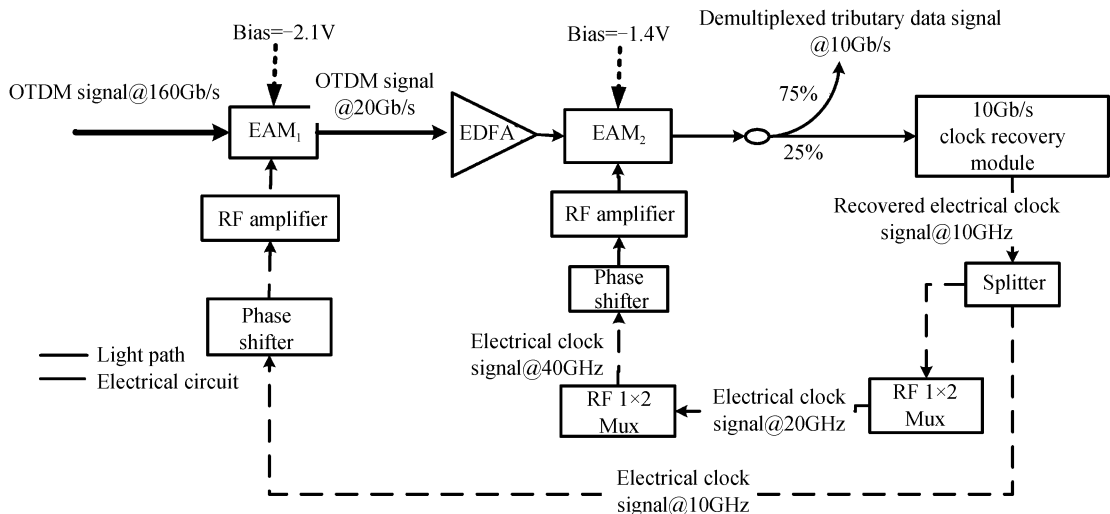 Bias=−2.1V
Bias=−1.4V
Demultiplexed tributary data signal
@10Gb/s
OTDM signal@160Gb/s
OTDM signal
@20Gb/s
EAM1
EDFA
EAM2
75%
25%
10Gb/s
clock recovery
module
RF amplifier
RF amplifier
Recovered electrical clock
signal@10GHz
Splitter
Phase
shifter
Phase
shifter
Light path
Electrical circuit
Electrical clock
signal@40GHz
RF 1×2
Mux
Electrical clock
signal@20GHz
RF 1×2
Mux
Electrical clock
signal@10GHz